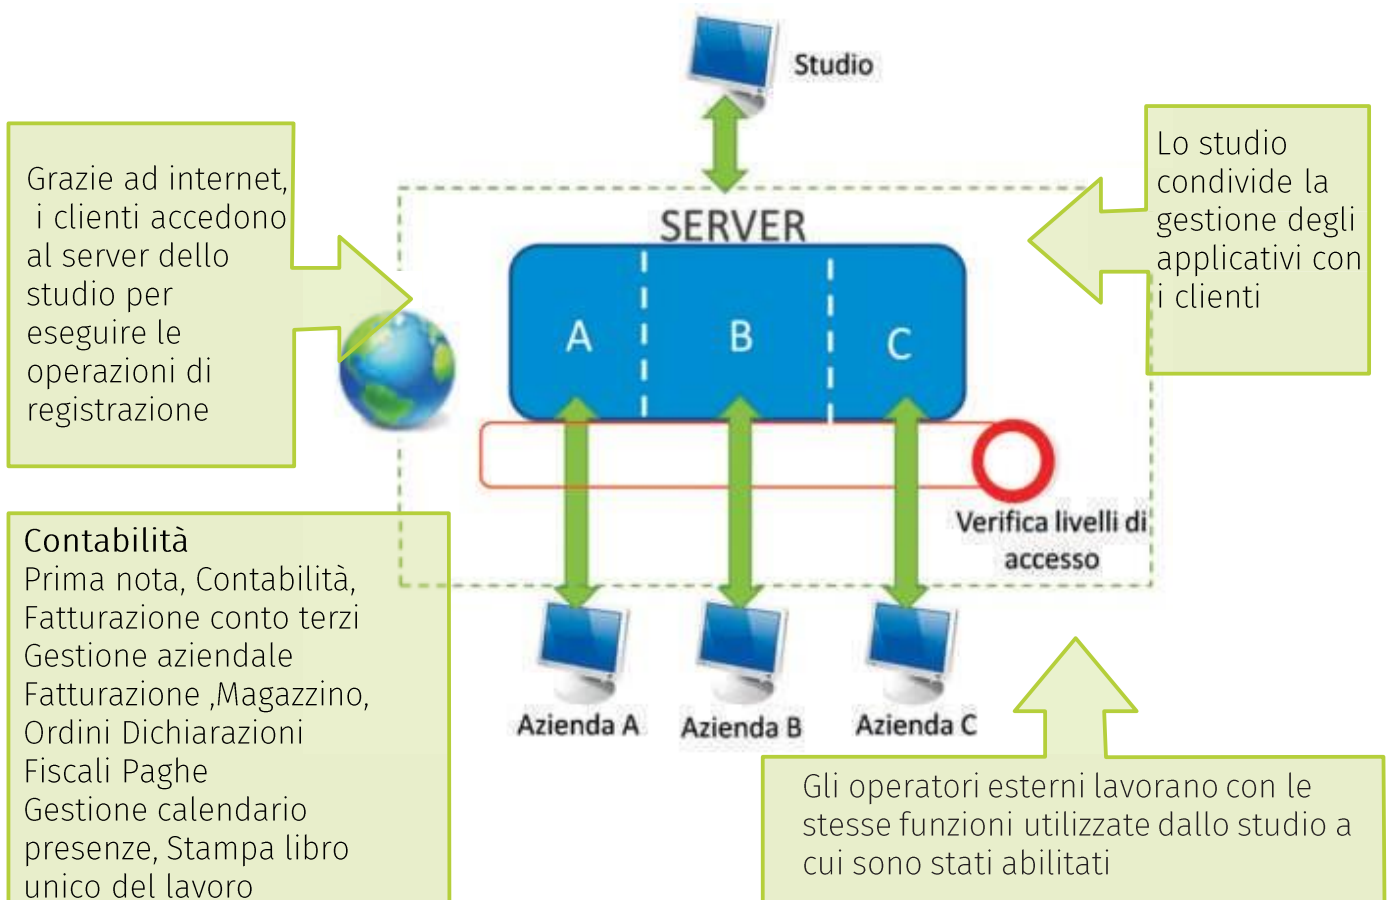 Studio
Grazie ad internet,
i clienti accedono
al server dello
studio per
eseguire le
operazioni di
registrazione
Lo studio
condivide la
gestione degli
applicativi con
i clienti
SERVER
A
B
C
Verifica livelli di
accesso
Contabilità
Prima nota, Contabilità,
Fatturazione conto terzi
Gestione aziendale
Fatturazione ,Magazzino,
Ordini Dichiarazioni
Fiscali Paghe
Gestione calendario
presenze, Stampa libro
unico del lavoro
Azienda A
Azienda B
Azienda C
Gli operatori esterni lavorano con le
stesse funzioni utilizzate dallo studio a
cui sono stati abilitati